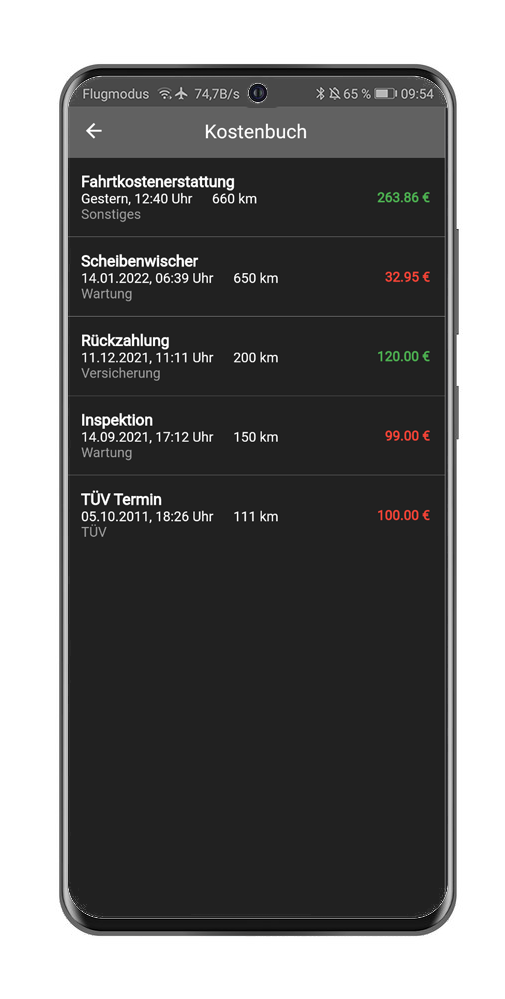 Flugmodus 74,7B/s 65 % 09:54
Kostenbuch
Fahrtkostenerstattung
Gestern, 12:40 Uhr 660 km 263.86 €
Sonstiges
Scheibenwischer
14.01.2022, 06:39 Uhr 650 km 32.95 €
Wartung
Rückzahlung
11.12.2021, 11:11 Uhr 200 km 120.00 €
Versicherung
Inspektion
14.09.2021, 17:12 Uhr 150 km 99.00 €
Wartung
TÜV Termin
05.10.2011, 18:26 Uhr 111 km 100.00 €
TÜV